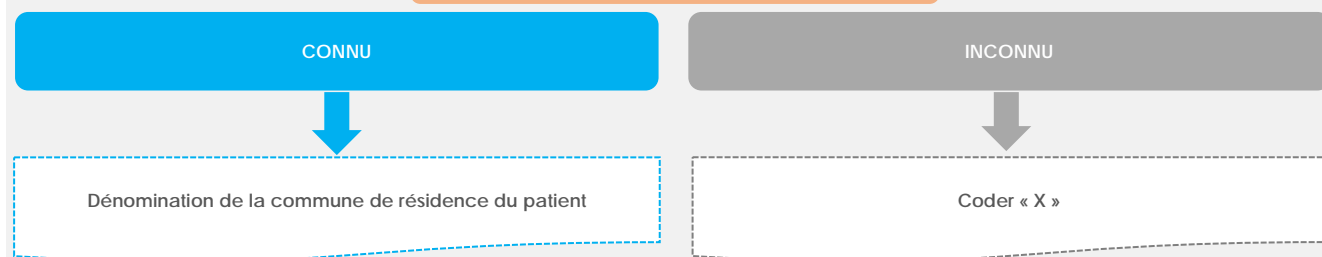 CONNU
INCONNU
Dénomination de la commune de résidence du patient
Coder « X »